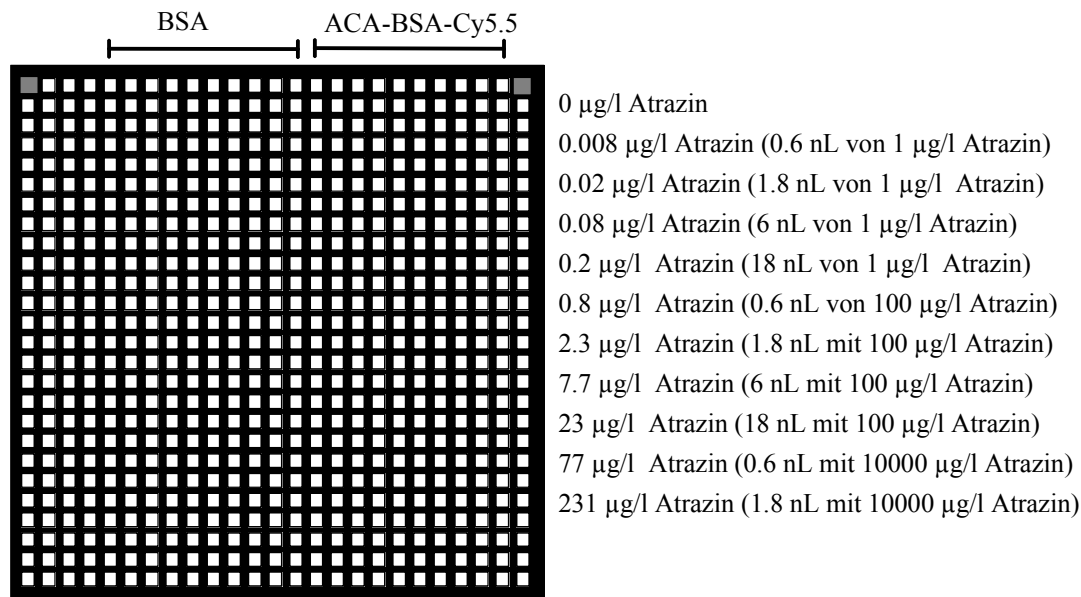 BSA ACA-BSA-Cy5.5
0 µg/l Atrazin
0.008 µg/l Atrazin (0.6 nL von 1 µg/l Atrazin)
0.02 µg/l Atrazin (1.8 nL von 1 µg/l Atrazin)
0.08 µg/l Atrazin (6 nL von 1 µg/l Atrazin)
0.2 µg/l Atrazin (18 nL von 1 µg/l Atrazin)
0.8 µg/l Atrazin (0.6 nL von 100 µg/l Atrazin)
2.3 µg/l Atrazin (1.8 nL mit 100 µg/l Atrazin)
7.7 µg/l Atrazin (6 nL mit 100 µg/l Atrazin)
23 µg/l Atrazin (18 nL mit 100 µg/l Atrazin)
77 µg/l Atrazin (0.6 nL mit 10000 µg/l Atrazin)
231 µg/l Atrazin (1.8 nL mit 10000 µg/l Atrazin)